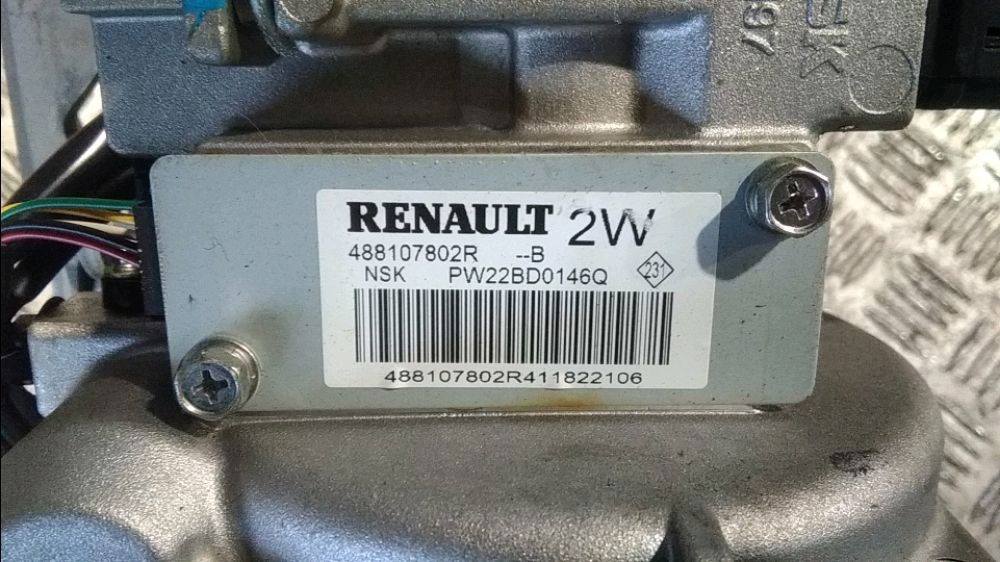 RENAULT 2W
488107802R --B
NSK PW22BD0146Q 231
488107802R411822106